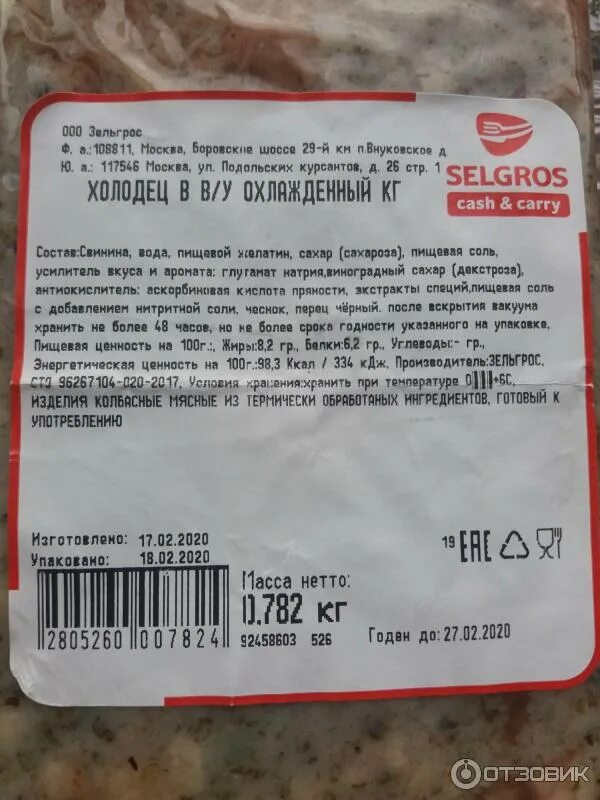 ООО Зельгрос
Ф. а.:108811, Москва, Боровское шоссе 29-й км п.Внуковское д
Ю. а.: 117546 Москва, ул. Подольских курсантов, д. 26 стр. 1
ХОЛОДЕЦ В В/У ОХЛАЖДЕННЫЙ КГ
SELGROS
cash & carry
Состав:Свинина, вода, пищевой желатин, сахар (сахароза), пищевая соль,
усилитель вкуса и аромата: глутамат натрия,виноградный сахар (декстроза),
антиокислитель: аскорбиновая кислота пряности, экстракты специй,пищевая соль
с добавлением нитритной соли, чеснок, перец чёрный. после вскрытия вакуума
хранить не более 48 часов, но не более срока годности указанного на упаковке,
Пищевая ценность на 100г.:, Жиры:8,2 гр., Белки:6,2 гр., Углеводы:- гр.,
Энергетическая ценность на 100г.:98,3 Ккал / 334 кДж, Производитель:ЗЕЛЬГРОС,
СТО 96267104-020-2017, Условия хранения:хранить при температуре 0 +6С,
ИЗДЕЛИЯ КОЛБАСНЫЕ МЯСНЫЕ ИЗ ТЕРМИЧЕСКИ ОБРАБОТАНЫХ ИНГРЕДИЕНТОВ, ГОТОВЫЙ К
УПОТРЕБЛЕНИЮ
Изготовлено: 17.02.2020
Упаковано: 18.02.2020
19 EAC
Масса нетто:
0.782 кг
2805260 007824
92458603 526
Годен до: 27.02.2020
ОТЗОВИК